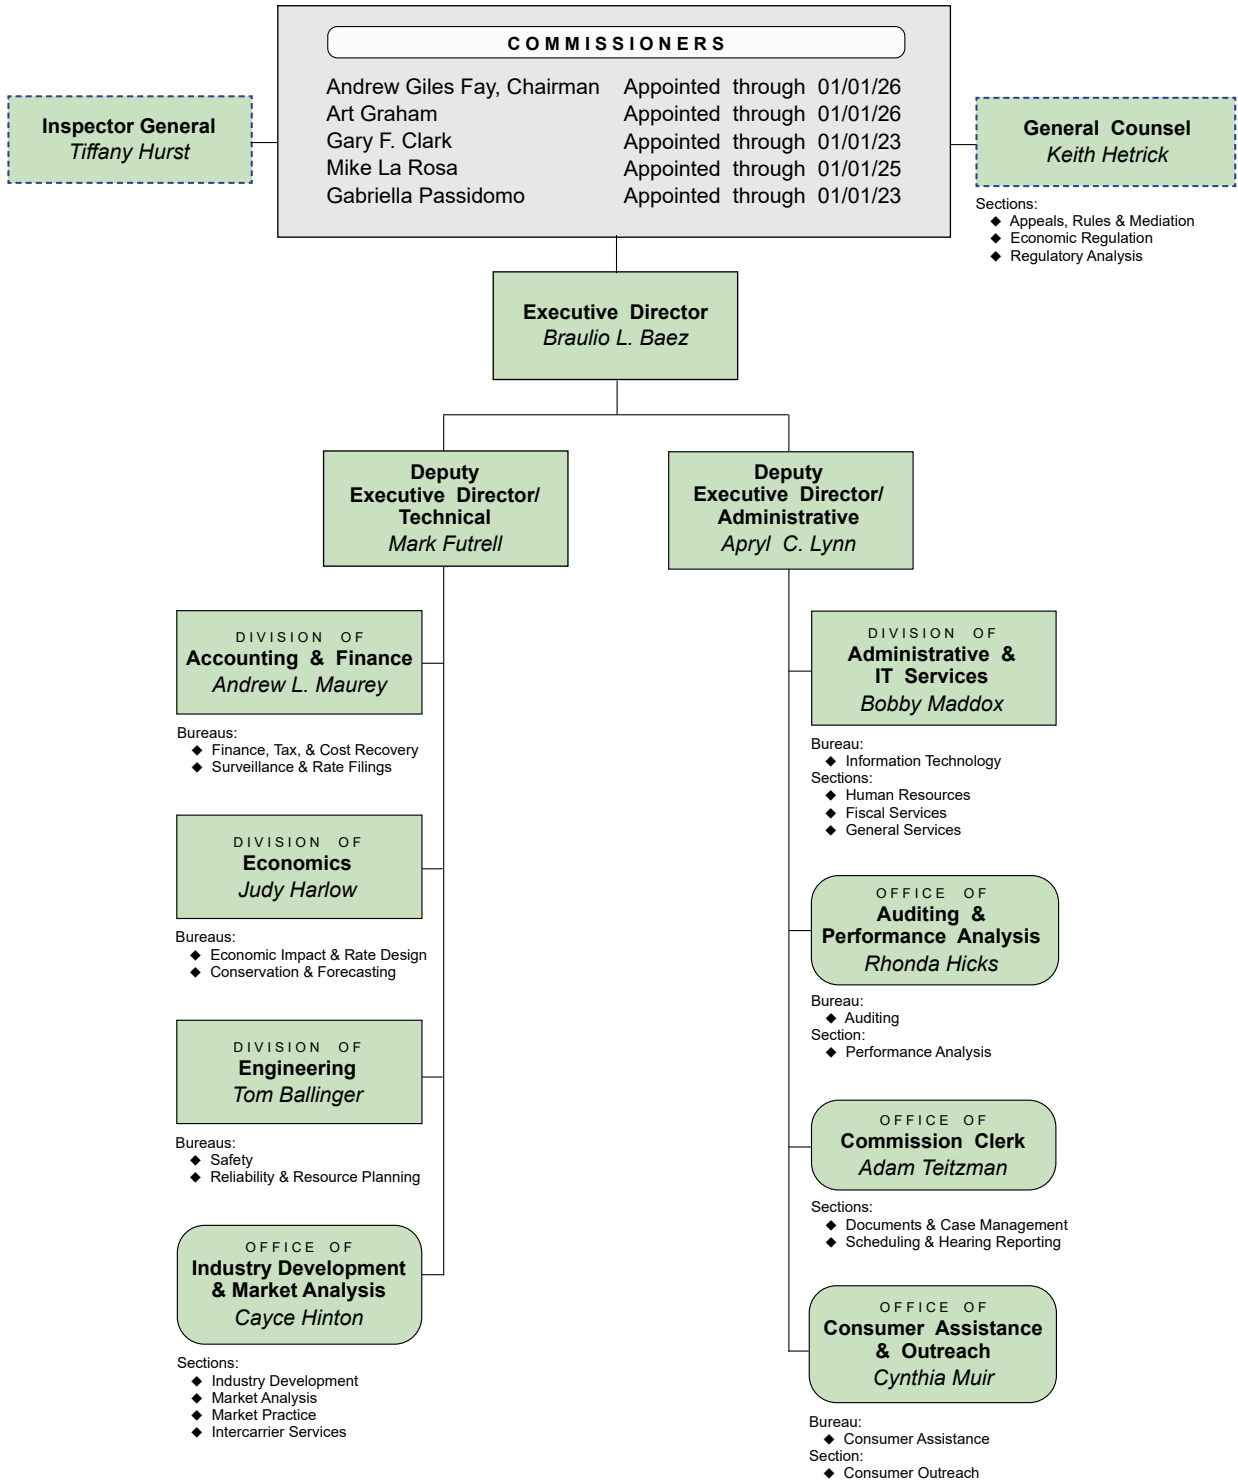 COMMISSIONERS
Andrew Giles Fay, Chairman Appointed through 01/01/26
Art Graham Appointed through 01/01/26
Gary F. Clark Appointed through 01/01/23
Mike La Rosa Appointed through 01/01/25
Gabriella Passidomo Appointed through 01/01/23
Inspector General
Tiffany Hurst
General Counsel
Keith Hetrick
Sections:
◆ Appeals, Rules & Mediation
◆ Economic Regulation
◆ Regulatory Analysis
Executive Director
Braulio L. Baez
Deputy
Executive Director/
Technical
Mark Futrell
Deputy
Executive Director/
Administrative
Apryl C. Lynn
DIVISION OF
Accounting & Finance
Andrew L. Maurey
Bureaus:
◆ Finance, Tax, & Cost Recovery
◆ Surveillance & Rate Filings
DIVISION OF
Economics
Judy Harlow
Bureaus:
◆ Economic Impact & Rate Design
◆ Conservation & Forecasting
DIVISION OF
Engineering
Tom Ballinger
Bureaus:
◆ Safety
◆ Reliability & Resource Planning
OFFICE OF
Industry Development
& Market Analysis
Cayce Hinton
Sections:
◆ Industry Development
◆ Market Analysis
◆ Market Practice
◆ Intercarrier Services
DIVISION OF
Administrative &
IT Services
Bobby Maddox
Bureau:
◆ Information Technology
Sections:
◆ Human Resources
◆ Fiscal Services
◆ General Services
OFFICE OF
Auditing &
Performance Analysis
Rhonda Hicks
Bureau:
◆ Auditing
Section:
◆ Performance Analysis
OFFICE OF
Commission Clerk
Adam Teitzman
Sections:
◆ Documents & Case Management
◆ Scheduling & Hearing Reporting
OFFICE OF
Consumer Assistance
& Outreach
Cynthia Muir
Bureau:
◆ Consumer Assistance
Section:
◆ Consumer Outreach